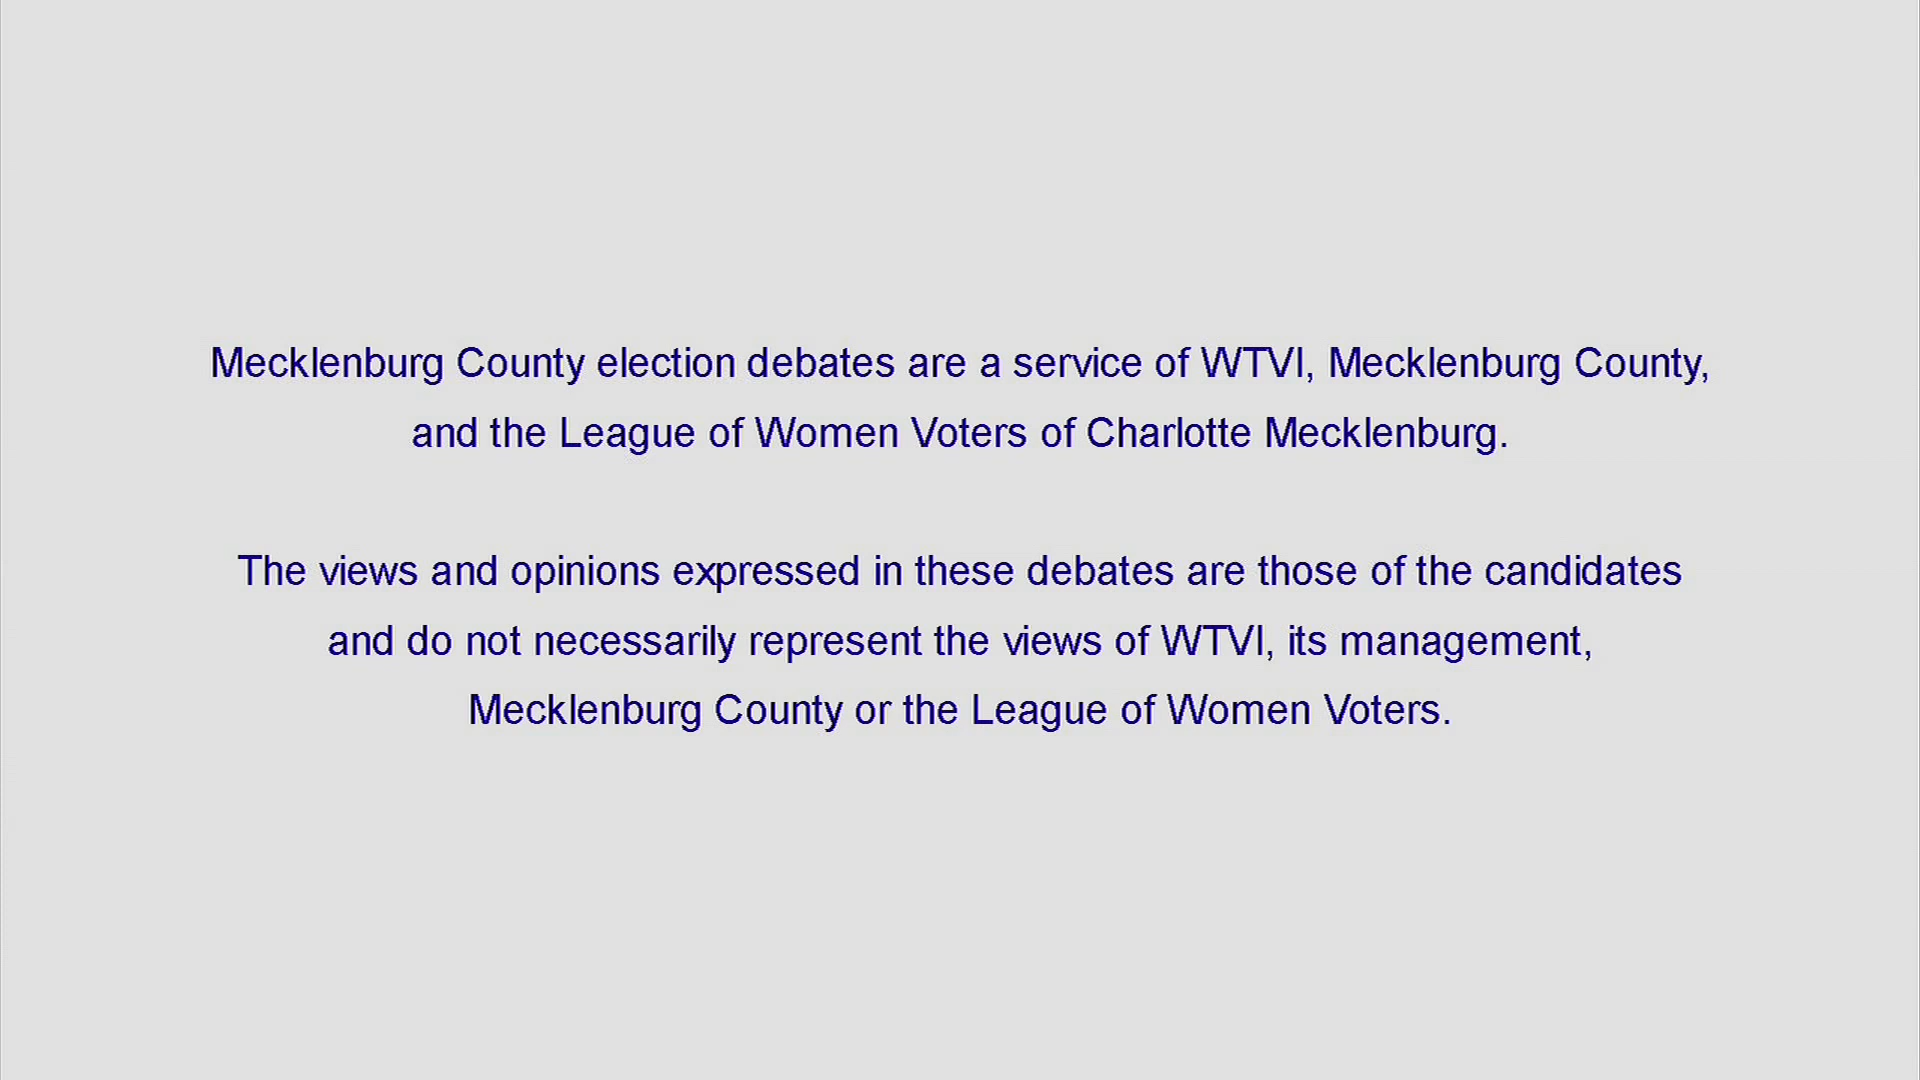 Mecklenburg County election debates are a service of WTVI, Mecklenburg County,
and the League of Women Voters of Charlotte Mecklenburg.
The views and opinions expressed in these debates are those of the candidates
and do not necessarily represent the views of WTVI, its management,
Mecklenburg County or the League of Women Voters.